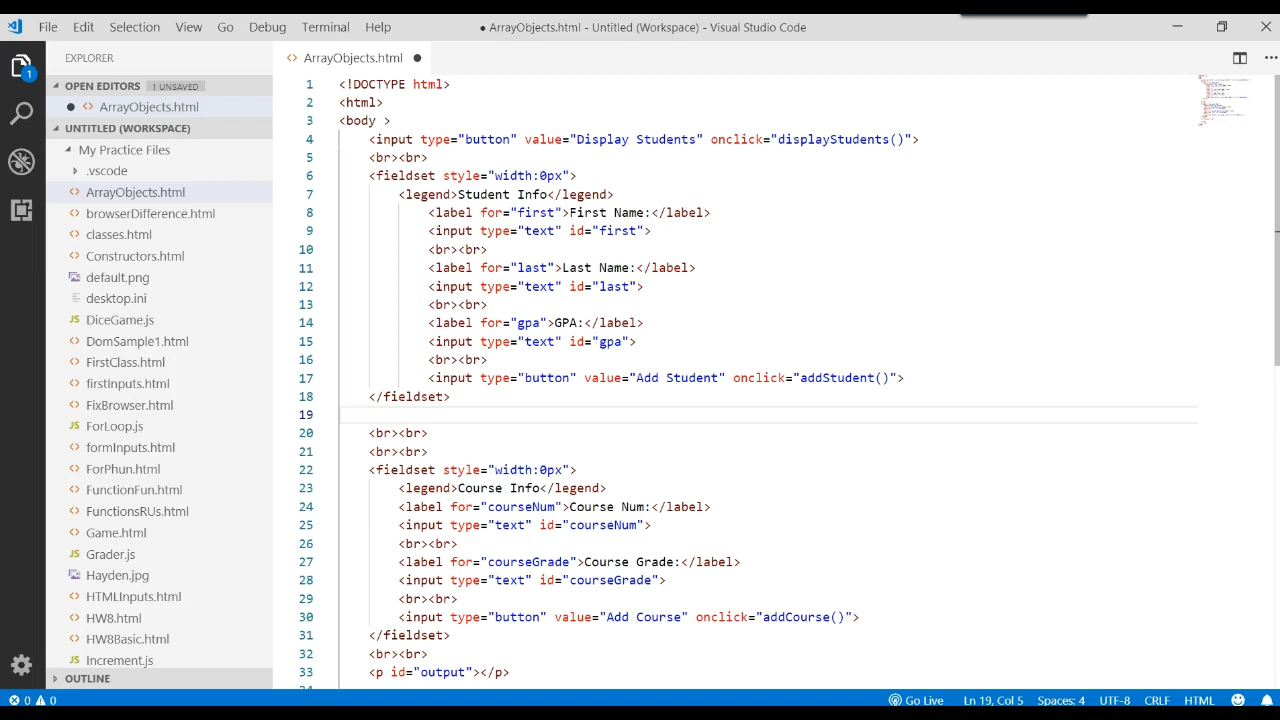 File Edit Selection View Go Debug Terminal Help ● ArrayObjects.html - Untitled (Workspace) - Visual Studio Code
EXPLORER
1
OPEN EDITORS 1 UNSAVED
● <> ArrayObjects.html
UNTITLED (WORKSPACE)
My Practice Files
.vscode
<> ArrayObjects.html
<> browserDifference.html
<> classes.html
<> Constructors.html
default.png
desktop.ini
JS DiceGame.js
<> DomSample1.html
<> FirstClass.html
<> firstInputs.html
<> FixBrowser.html
JS ForLoop.js
<> formInputs.html
<> ForPhun.html
<> FunctionFun.html
<> FunctionsRUs.html
<> Game.html
JS Grader.js
Hayden.jpg
<> HTMLInputs.html
<> HW8.html
<> HW8Basic.html
JS Increment.js
OUTLINE
<> ArrayObjects.html ●
1 <!DOCTYPE html>
2 <html>
3 <body >
4 <input type="button" value="Display Students" onclick="displayStudents()">
5 <br><br>
6 <fieldset style="width:0px">
7 <legend>Student Info</legend>
8 <label for="first">First Name:</label>
9 <input type="text" id="first">
10 <br><br>
11 <label for="last">Last Name:</label>
12 <input type="text" id="last">
13 <br><br>
14 <label for="gpa">GPA:</label>
15 <input type="text" id="gpa">
16 <br><br>
17 <input type="button" value="Add Student" onclick="addStudent()">
18 </fieldset>
19
20 <br><br>
21 <br><br>
22 <fieldset style="width:0px">
23 <legend>Course Info</legend>
24 <label for="courseNum">Course Num:</label>
25 <input type="text" id="courseNum">
26 <br><br>
27 <label for="courseGrade">Course Grade:</label>
28 <input type="text" id="courseGrade">
29 <br><br>
30 <input type="button" value="Add Course" onclick="addCourse()">
31 </fieldset>
32 <br><br>
33 <p id="output"></p>
0 0 Go Live Ln 19, Col 5 Spaces: 4 UTF-8 CRLF HTML